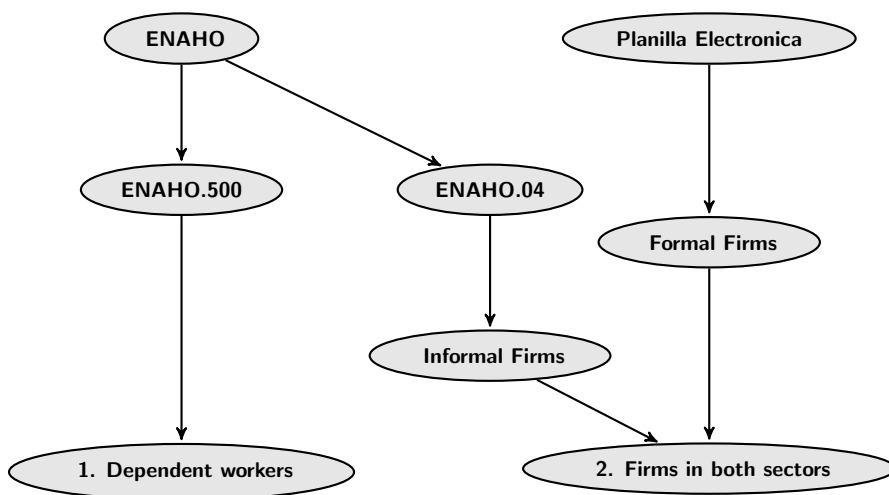 ENAHO
Planilla Electronica
ENAHO.500
ENAHO.04
Formal Firms
Informal Firms
1. Dependent workers
2. Firms in both sectors